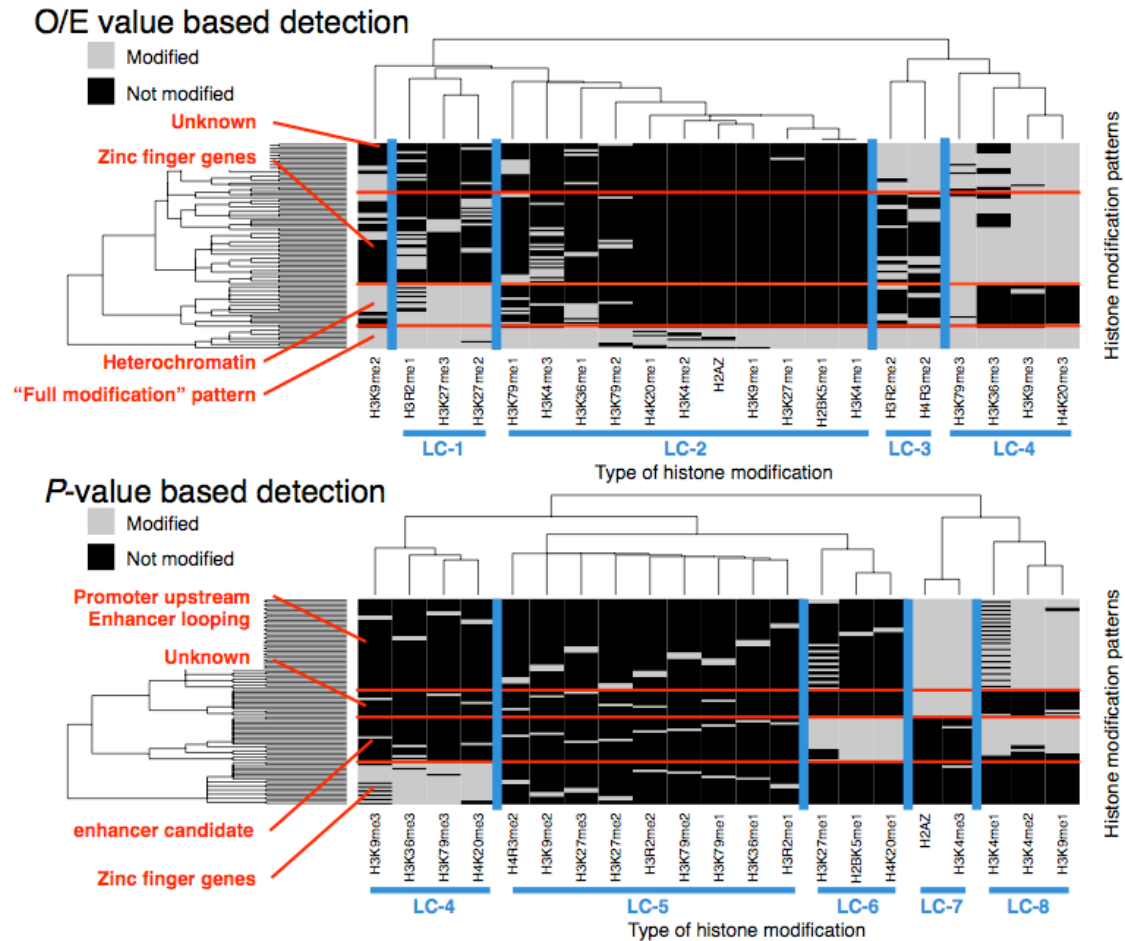 O/E value based detection
Modified
Not modified
Unknown
Zinc finger genes
Heterochromatin
“Full modification” pattern
Histone modification patterns
H3K9me2
H3R2me1
H3K27me3
H3K27me2
H3K79me1
H3K4me3
H3K36me1
H3K79me2
H4K20me1
H3K4me2
H2AZ
H3K9me1
H3K27me1
H2BK5me1
H3K4me1
H3R2me2
H4R3me2
H3K79me3
H3K36me3
H3K9me3
H4K20me3
LC-1
LC-2
LC-3
LC-4
Type of histone modification
P-value based detection
Modified
Not modified
Promoter upstream
Enhancer looping
Unknown
enhancer candidate
Zinc finger genes
Histone modification patterns
H3K9me3
H3K36me3
H3K79me3
H4K20me3
H4R3me2
H3K9me2
H3K27me3
H3K27me2
H3R2me2
H3K79me2
H3K79me1
H3K36me1
H3R2me1
H3K27me1
H2BK5me1
H4K20me1
H2AZ
H3K4me3
H3K4me1
H3K4me2
H3K9me1
LC-4
LC-5
LC-6
LC-7
LC-8
Type of histone modification